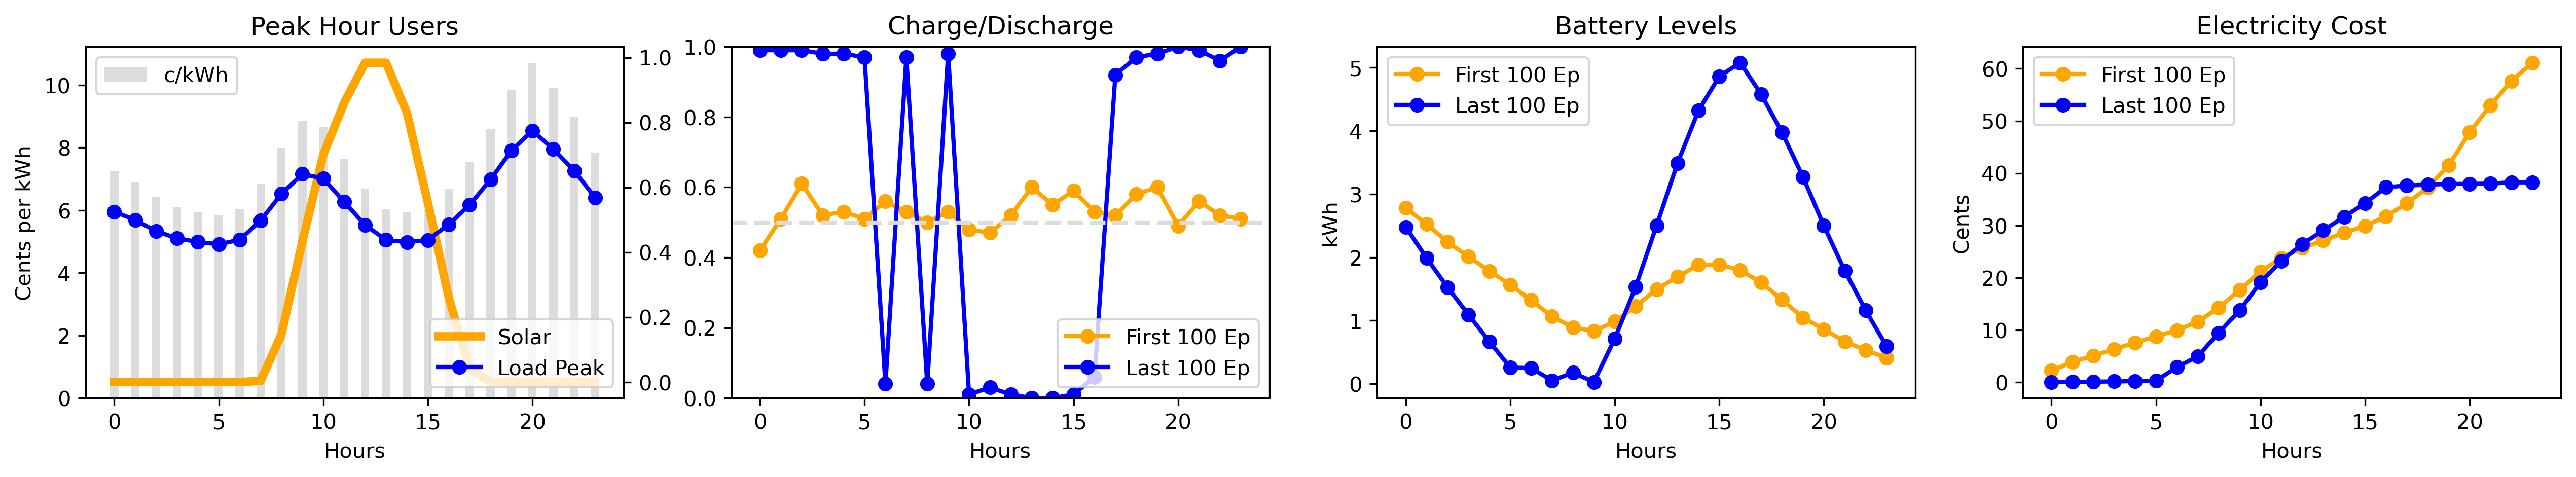 Peak Hour Users
c/kWh
Solar
Load Peak
Cents per kWh
0
2
4
6
8
10
0.0
0.2
0.4
0.6
0.8
1.0
0 5 10 15 20
Hours
Charge/Discharge
First 100 Ep
Last 100 Ep
0.0
0.2
0.4
0.6
0.8
1.0
0 5 10 15 20
Hours
Battery Levels
First 100 Ep
Last 100 Ep
kWh
0
1
2
3
4
5
0 5 10 15 20
Hours
Electricity Cost
First 100 Ep
Last 100 Ep
Cents
0
10
20
30
40
50
60
0 5 10 15 20
Hours